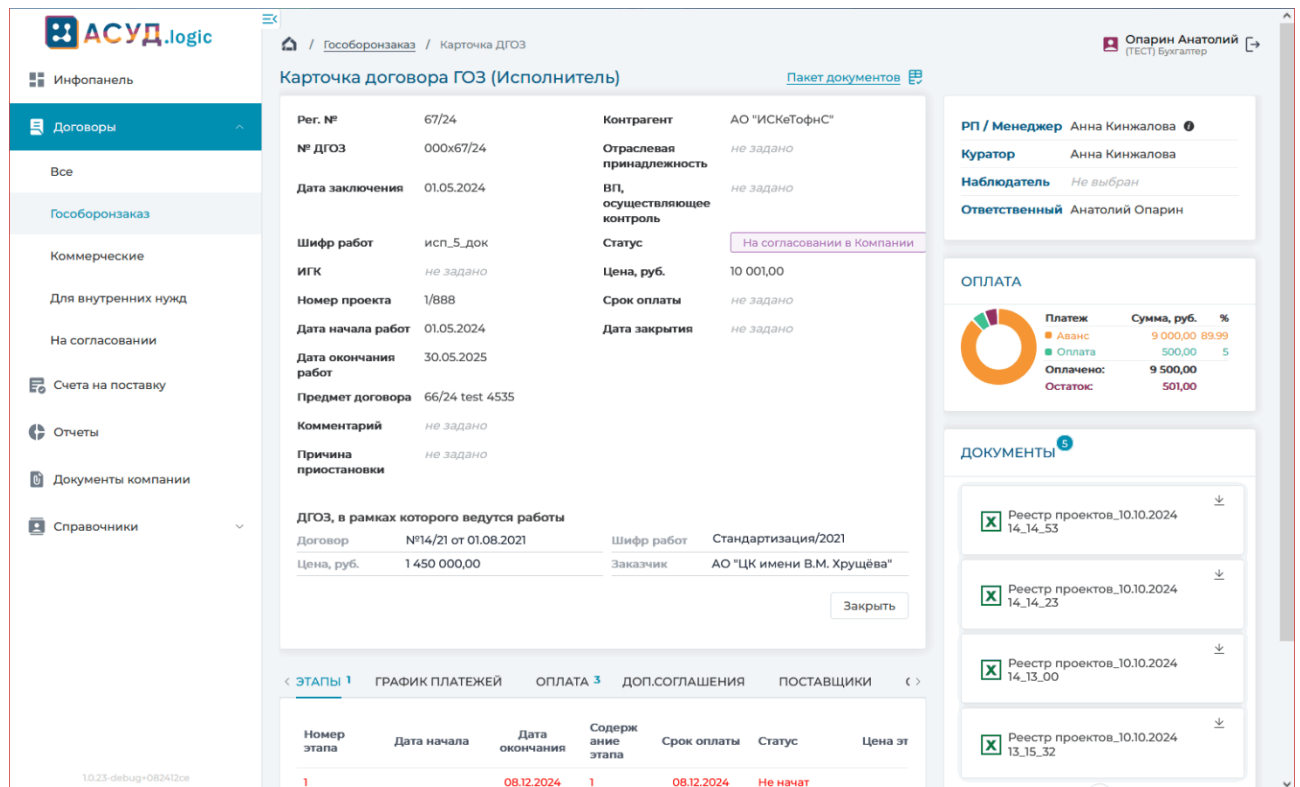 АСУД.logic
Инфопанель
Договоры
Все
Гособоронзаказ
Коммерческие
Для внутренних нужд
На согласовании
Счета на поставку
Отчеты
Документы компании
Справочники
1.0.23-debug+082412ce
/ Гособоронзаказ / Карточка ДГОЗ
Опарин Анатолий
(ТЕСТ) Бухгалтер
Карточка договора ГОЗ (Исполнитель)
Пакет документов
Рег. № 67/24 Контрагент АО "ИСКеТофнС"
№ ДГОЗ 000x67/24 Отраслевая не задано
принадлежность
Дата заключения 01.05.2024 ВП, не задано
осуществляющее
контроль
Шифр работ исп_5_док Статус На согласовании в Компании
ИГК не задано Цена, руб. 10 001,00
Номер проекта 1/888 Срок оплаты не задано
Дата начала работ 01.05.2024 Дата закрытия не задано
Дата окончания 30.05.2025
работ
Предмет договора 66/24 test 4535
Комментарий не задано
Причина не задано
приостановки
ДГОЗ, в рамках которого ведутся работы
Договор №14/21 от 01.08.2021 Шифр работ Стандартизация/2021
Цена, руб. 1 450 000,00 Заказчик АО "ЦК имени В.М. Хрущёва"
Закрыть
ЭТАПЫ 1 ГРАФИК ПЛАТЕЖЕЙ ОПЛАТА 3 ДОП.СОГЛАШЕНИЯ ПОСТАВЩИКИ
Номер Дата начала Дата Содерж Срок оплаты Статус Цена эт
этапа окончания ание
этапа
1 08.12.2024 1 08.12.2024 Не начат
РП / Менеджер Анна Кинжалова
Куратор Анна Кинжалова
Наблюдатель Не выбран
Ответственный Анатолий Опарин
ОПЛАТА
Платеж Сумма, руб. %
Аванс 9 000,00 89.99
Оплата 500,00 5
Оплачено: 9 500,00
Остаток: 501,00
ДОКУМЕНТЫ 5
Реестр проектов_10.10.2024
14_14_53
Реестр проектов_10.10.2024
14_14_23
Реестр проектов_10.10.2024
14_13_00
Реестр проектов_10.10.2024
13_15_32